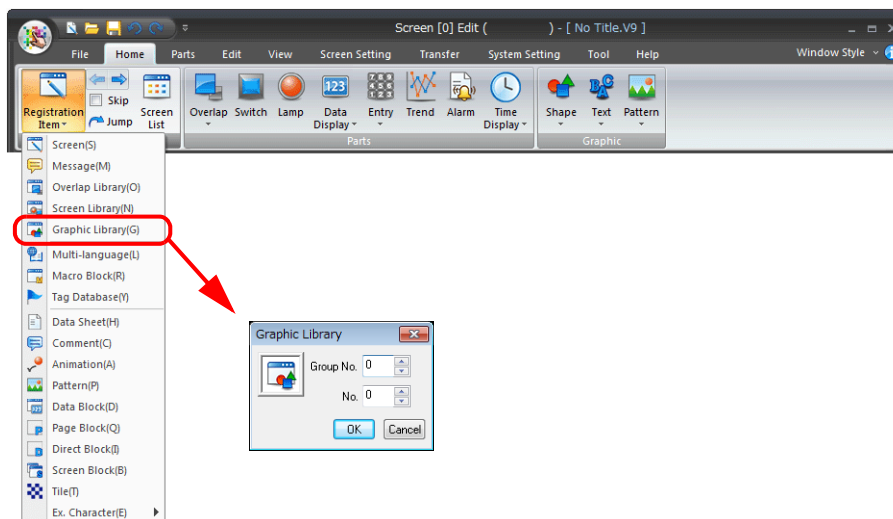 Screen [0] Edit ( ) - [ No Title.V9 ]
File Home Parts Edit View Screen Setting Transfer System Setting Tool Help Window Style
Registration Item
Skip
Jump
Screen List
Overlap
Switch
Lamp
123
Data Display
Entry
Trend
Alarm
Time Display
Shape
Text
Pattern
Parts
Graphic
Screen(S)
Message(M)
Overlap Library(O)
Screen Library(N)
Graphic Library(G)
Multi-language(L)
Macro Block(R)
Tag Database(Y)
Data Sheet(H)
Comment(C)
Animation(A)
Pattern(P)
Data Block(D)
Page Block(Q)
Direct Block(I)
Screen Block(B)
Tile(T)
Ex. Character(E)
Graphic Library
Group No. 0
No. 0
OK Cancel